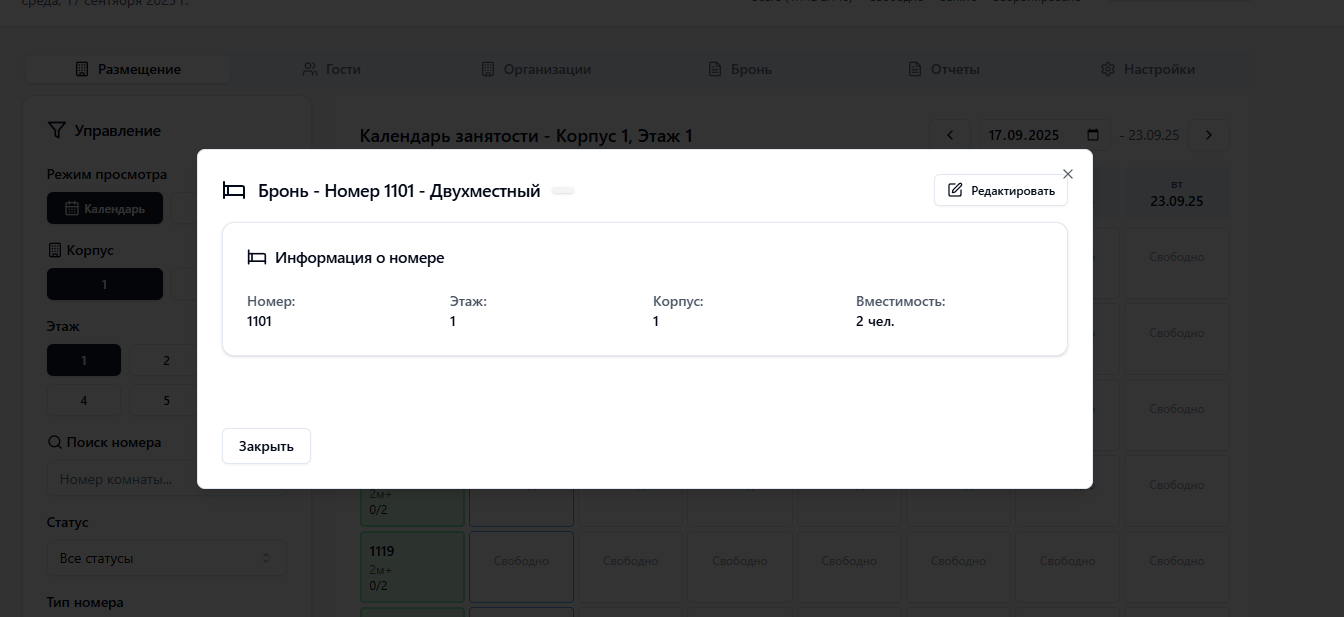 среда, 17 сентября 2025 г.
Размещение Гости Организации Бронь Отчеты Настройки
Управление
Календарь занятости - Корпус 1, Этаж 1
17.09.2025 - 23.09.25
Режим просмотра
Календарь
Корпус
1
Этаж
1 2
4 5
Поиск номера
Номер комнаты...
Статус
Все статусы
Тип номера
Бронь - Номер 1101 - Двухместный
Редактировать
Информация о номере
Номер: Этаж: Корпус: Вместимость:
1101 1 1 2 чел.
Закрыть
вт
23.09.25
Свободно
Свободно
Свободно
Свободно
2м+
0/2
1119
2м+
0/2
Свободно Свободно Свободно Свободно Свободно Свободно Свободно